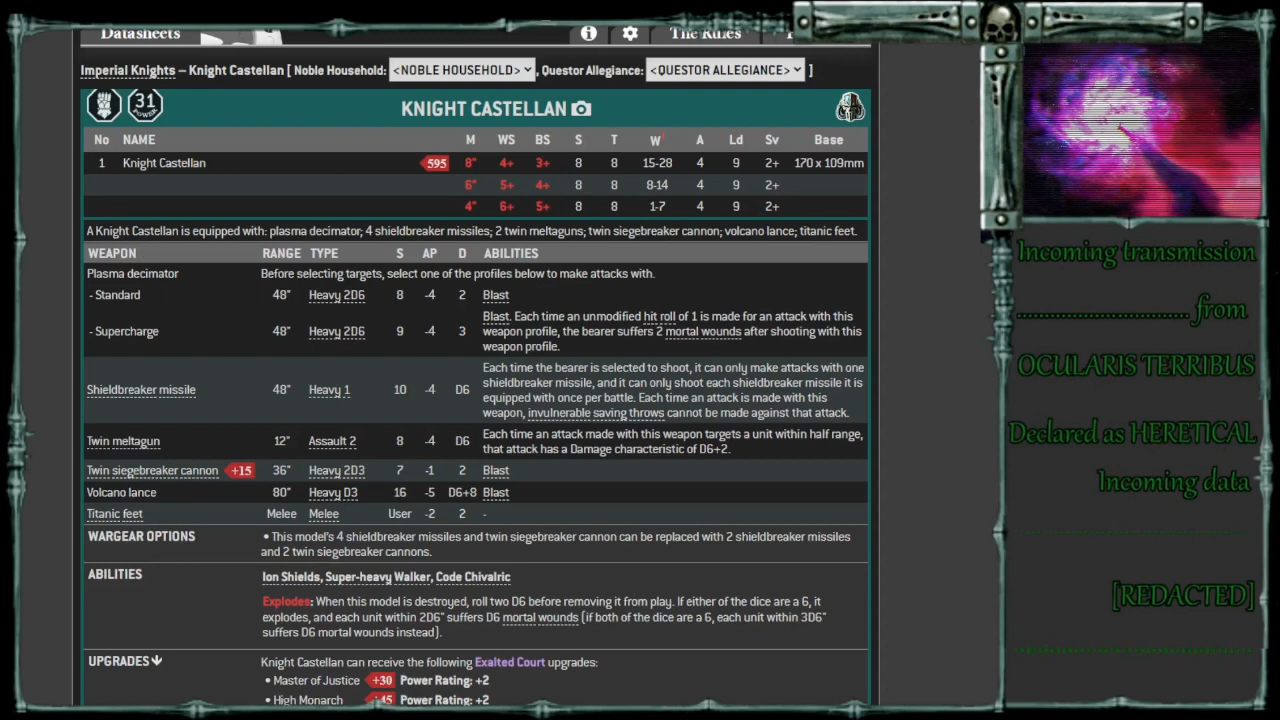 Datasheets
The Rules
Imperial Knights – Knight Castellan [ Noble Household: <NOBLE HOUSEHOLD> , Questor Allegiance: <QUESTOR ALLEGIANCE> ]
31
POWER
KNIGHT CASTELLAN
No NAME M WS BS S T W A Ld Sv Base
1 Knight Castellan 595 8" 4+ 3+ 8 8 15-28 4 9 2+ 170 x 109mm
6" 5+ 4+ 8 8 8-14 4 9 2+
4" 6+ 5+ 8 8 1-7 4 9 2+
A Knight Castellan is equipped with: plasma decimator; 4 shieldbreaker missiles; 2 twin meltaguns; twin siegebreaker cannon; volcano lance; titanic feet.
WEAPON RANGE TYPE S AP D ABILITIES
Plasma decimator Before selecting targets, select one of the profiles below to make attacks with.
- Standard 48" Heavy 2D6 8 -4 2 Blast
- Supercharge 48" Heavy 2D6 9 -4 3 Blast. Each time an unmodified hit roll of 1 is made for an attack with this
weapon profile, the bearer suffers 2 mortal wounds after shooting with this
weapon profile.
Shieldbreaker missile 48" Heavy 1 10 -4 D6 Each time the bearer is selected to shoot, it can only make attacks with one
shieldbreaker missile, and it can only shoot each shieldbreaker missile it is
equipped with once per battle. Each time an attack is made with this
weapon, invulnerable saving throws cannot be made against that attack.
Twin meltagun 12" Assault 2 8 -4 D6 Each time an attack made with this weapon targets a unit within half range,
that attack has a Damage characteristic of D6+2.
Twin siegebreaker cannon +15 36" Heavy 2D3 7 -1 2 Blast
Volcano lance 80" Heavy D3 16 -5 D6+8 Blast
Titanic feet Melee Melee User -2 2 -
WARGEAR OPTIONS • This model's 4 shieldbreaker missiles and twin siegebreaker cannon can be replaced with 2 shieldbreaker missiles
and 2 twin siegebreaker cannons.
ABILITIES Ion Shields, Super-heavy Walker, Code Chivalric
Explodes: When this model is destroyed, roll two D6 before removing it from play. If either of the dice are a 6, it
explodes, and each unit within 2D6" suffers D6 mortal wounds (if both of the dice are a 6, each unit within 3D6"
suffers D6 mortal wounds instead).
UPGRADES Knight Castellan can receive the following Exalted Court upgrades:
• Master of Justice +30 Power Rating: +2
• High Monarch +45 Power Rating: +2
Incoming transmission
.............................. from
OCULARIS TERRIBUS
Declared as HERETICAL
Incoming data
[REDACTED]